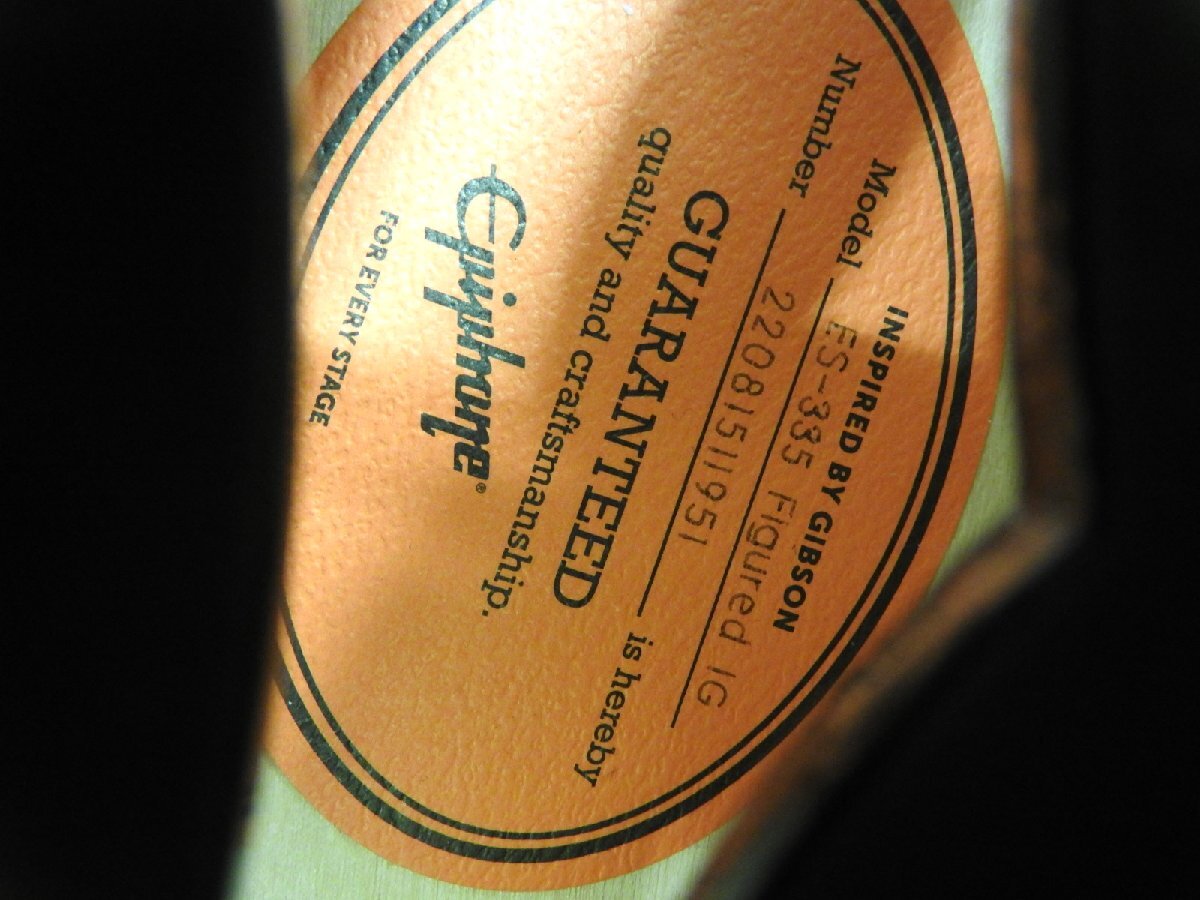 INSPIRED BY GIBSON
Model ES-335 Figured IG
Number 22081511951 is hereby
GUARANTEED
quality and craftsmanship.
Epiphone®
FOR EVERY STAGE